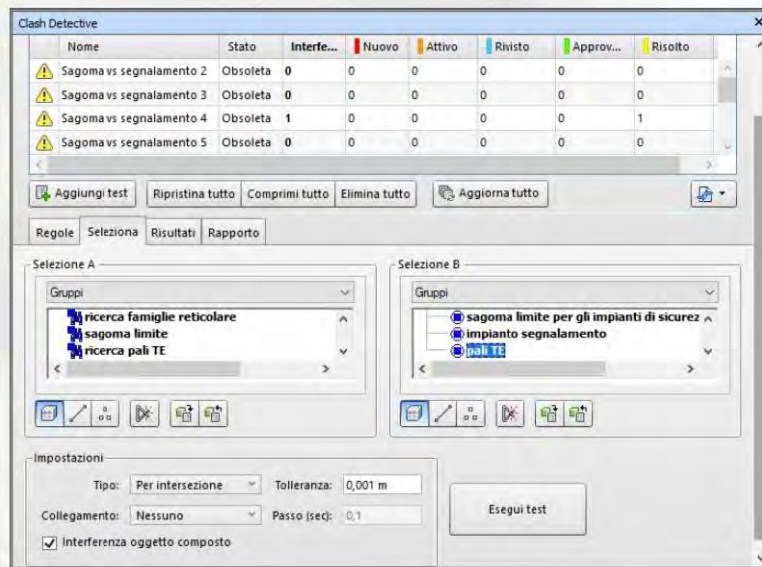 Clash Detective
Nome Stato Interfe... Nuovo Attivo Rivisto Approv... Risolto
Sagoma vs segnalamento 2 Obsoleta 0 0 0 0 0 0
Sagoma vs segnalamento 3 Obsoleta 0 0 0 0 0 0
Sagoma vs segnalamento 4 Obsoleta 1 0 0 0 0 1
Sagoma vs segnalamento 5 Obsoleta 0 0 0 0 0 0
Aggiungi test Ripristina tutto Comprimi tutto Elimina tutto Aggiorna tutto
Regole Seleziona Risultati Rapporto
Selezione A
Gruppi
ricerca famiglie reticolare
sagoma limite
ricerca pali TE
Selezione B
Gruppi
sagoma limite per gli impianti di sicurez
impianto segnalamento
pali TE
Impostazioni
Tipo: Per intersezione Tolleranza: 0,001 m
Collegamento: Nessuno Passo (sec): 0,1
Interferenza oggetto composto
Esegui test